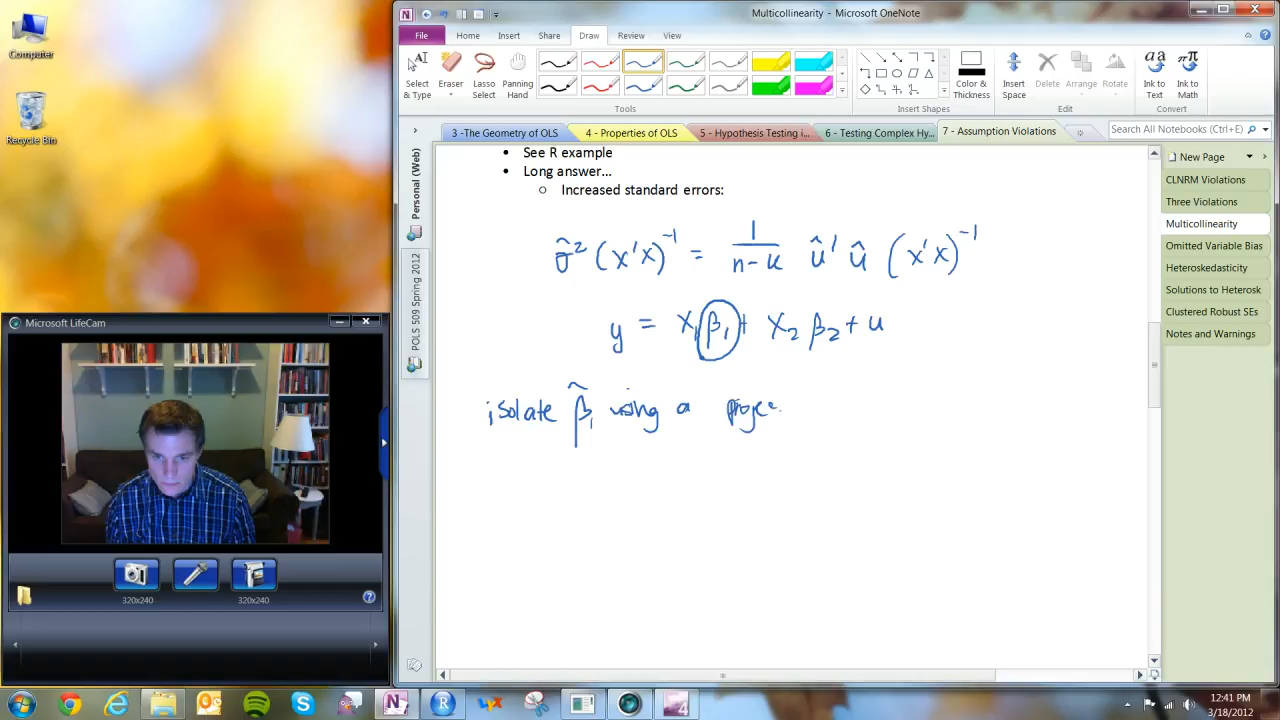 Computer
Recycle Bin
Microsoft LifeCam
320x240
320x240
Multicollinearity - Microsoft OneNote
File Home Insert Share Draw Review View
Select & Type
Eraser
Lasso Select
Panning Hand
Color & Thickness
Insert Space
Delete
Arrange
Rotate
Ink to Text
Ink to Math
Tools
Insert Shapes
Edit
Convert
3 -The Geometry of OLS
4 - Properties of OLS
5 - Hypothesis Testing i...
6 - Testing Complex Hy...
7 - Assumption Violations
Search All Notebooks (Ctrl+E)
Personal (Web)
POLS 509 Spring 2012
New Page
CLNRM Violations
Three Violations
Multicollinearity
Omitted Variable Bias
Heteroskedasticity
Solutions to Heterosk
Clustered Robust SEs
Notes and Warnings
• See R example
• Long answer...
o Increased standard errors:
σ̂² (x'x)⁻¹ = 1/(n-k) û' û (x'x)⁻¹
y = x₁β₁ + x₂β₂ + u
isolate β̂₁ using a projec
12:41 PM
3/18/2012